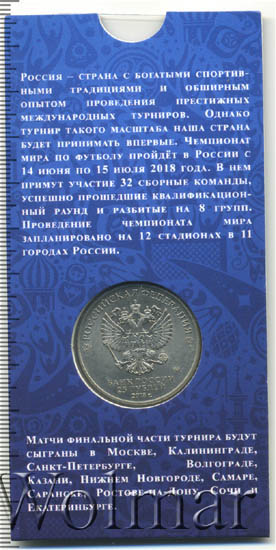 Россия – страна с богатыми спортив-
ными традициями и обширным
опытом проведения престижных
международных турниров. Однако
турнир такого масштаба наша страна
будет принимать впервые. Чемпионат
мира по футболу пройдёт в России с
14 июня по 15 июля 2018 года. В нем
примут участие 32 сборные команды,
успешно прошедшие квалификацион-
ный раунд и разбитые на 8 групп.
Проведение чемпионата мира
запланировано на 12 стадионах в 11
городах России.
РОССИЙСКАЯ ФЕДЕРАЦИЯ
БАНК РОССИИ
25 РУБЛЕЙ
2018 г.
Матчи финальной части турнира будут
сыграны в Москве, Калининграде,
Санкт-Петербурге, Волгограде,
Казани, Нижнем Новгороде, Самаре,
Саранске, Ростове-на-Дону, Сочи и
Екатеринбурге.
Wolmar